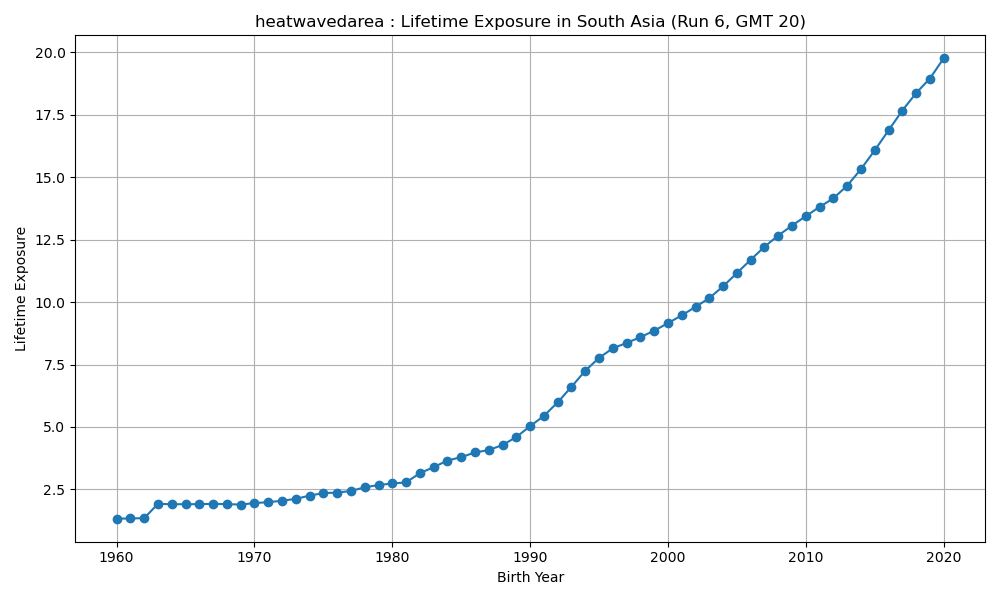 heatwavedarea : Lifetime Exposure in South Asia (Run 6, GMT 20)
20.0
17.5
15.0
12.5
10.0
7.5
5.0
2.5
Lifetime Exposure
1960 1970 1980 1990 2000 2010 2020
Birth Year